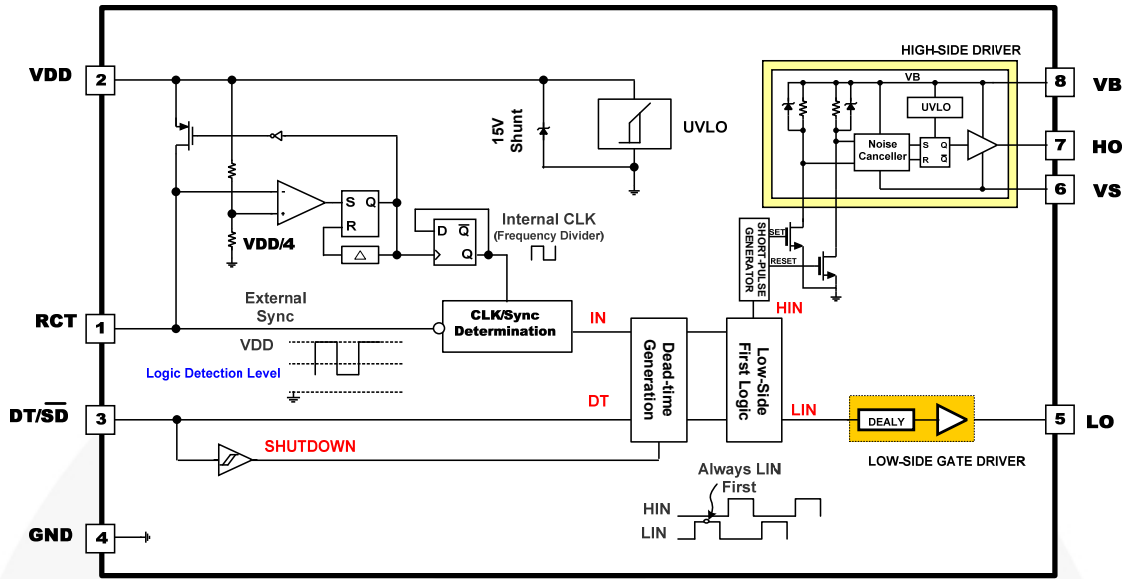 HIGH-SIDE DRIVER
VDD
2
VB
8
VB
UVLO
15V
Shunt
UVLO
Noise
Canceller
S Q
R Q̅
7
HO
6
VS
-
+
S Q
R
VDD/4
△
D Q̅
Q
Internal CLK
(Frequency Divider)
SHORT-PULSE
GENERATOR
SET
RESET
RCT
1
External
Sync
CLK/Sync
Determination
IN
HIN
VDD
Logic Detection Level
Dead-time
Generation
Low-Side
First Logic
DT/S̅D̅
3
DT
LIN
DEALY
5
LO
SHUTDOWN
LOW-SIDE GATE DRIVER
Always LIN
First
HIN
LIN
GND
4